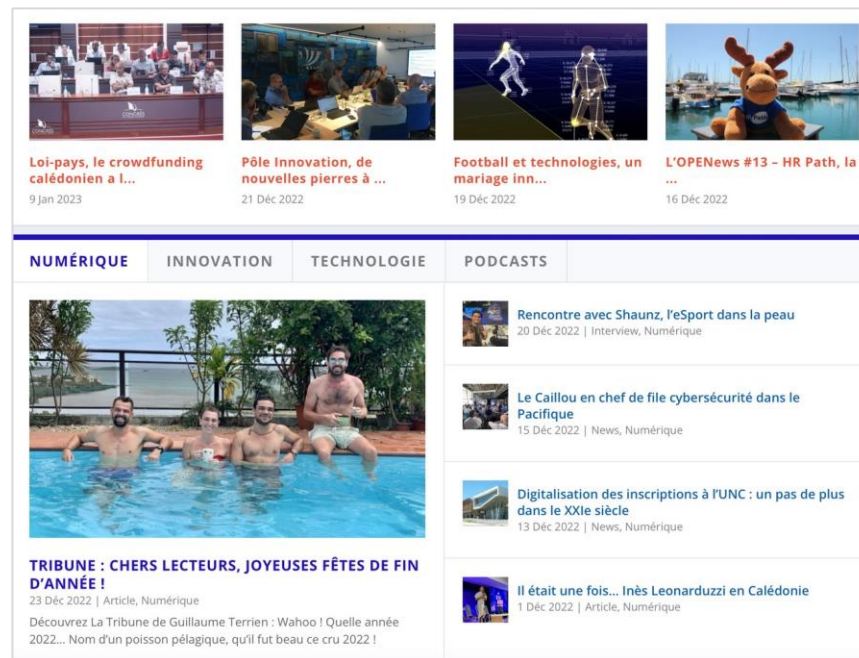 Loi-pays, le crowdfunding
calédonien a l...
9 Jan 2023
Pôle Innovation, de
nouvelles pierres à ...
21 Déc 2022
Football et technologies, un
mariage inn...
19 Déc 2022
L'OPENews #13 – HR Path, la
...
16 Déc 2022
NUMÉRIQUE
INNOVATION
TECHNOLOGIE
PODCASTS
TRIBUNE : CHERS LECTEURS, JOYEUSES FÊTES DE FIN
D'ANNÉE !
23 Déc 2022 | Article, Numérique
Découvrez La Tribune de Guillaume Terrien : Wahoo ! Quelle année
2022... Nom d'un poisson pélagique, qu'il fut beau ce cru 2022 !
Rencontre avec Shaunz, l'eSport dans la peau
20 Déc 2022 | Interview, Numérique
Le Caillou en chef de file cybersécurité dans le
Pacifique
15 Déc 2022 | News, Numérique
Digitalisation des inscriptions à l'UNC : un pas de plus
dans le XXIe siècle
13 Déc 2022 | News, Numérique
Il était une fois... Inès Leonarduzzi en Calédonie
1 Déc 2022 | Article, Numérique